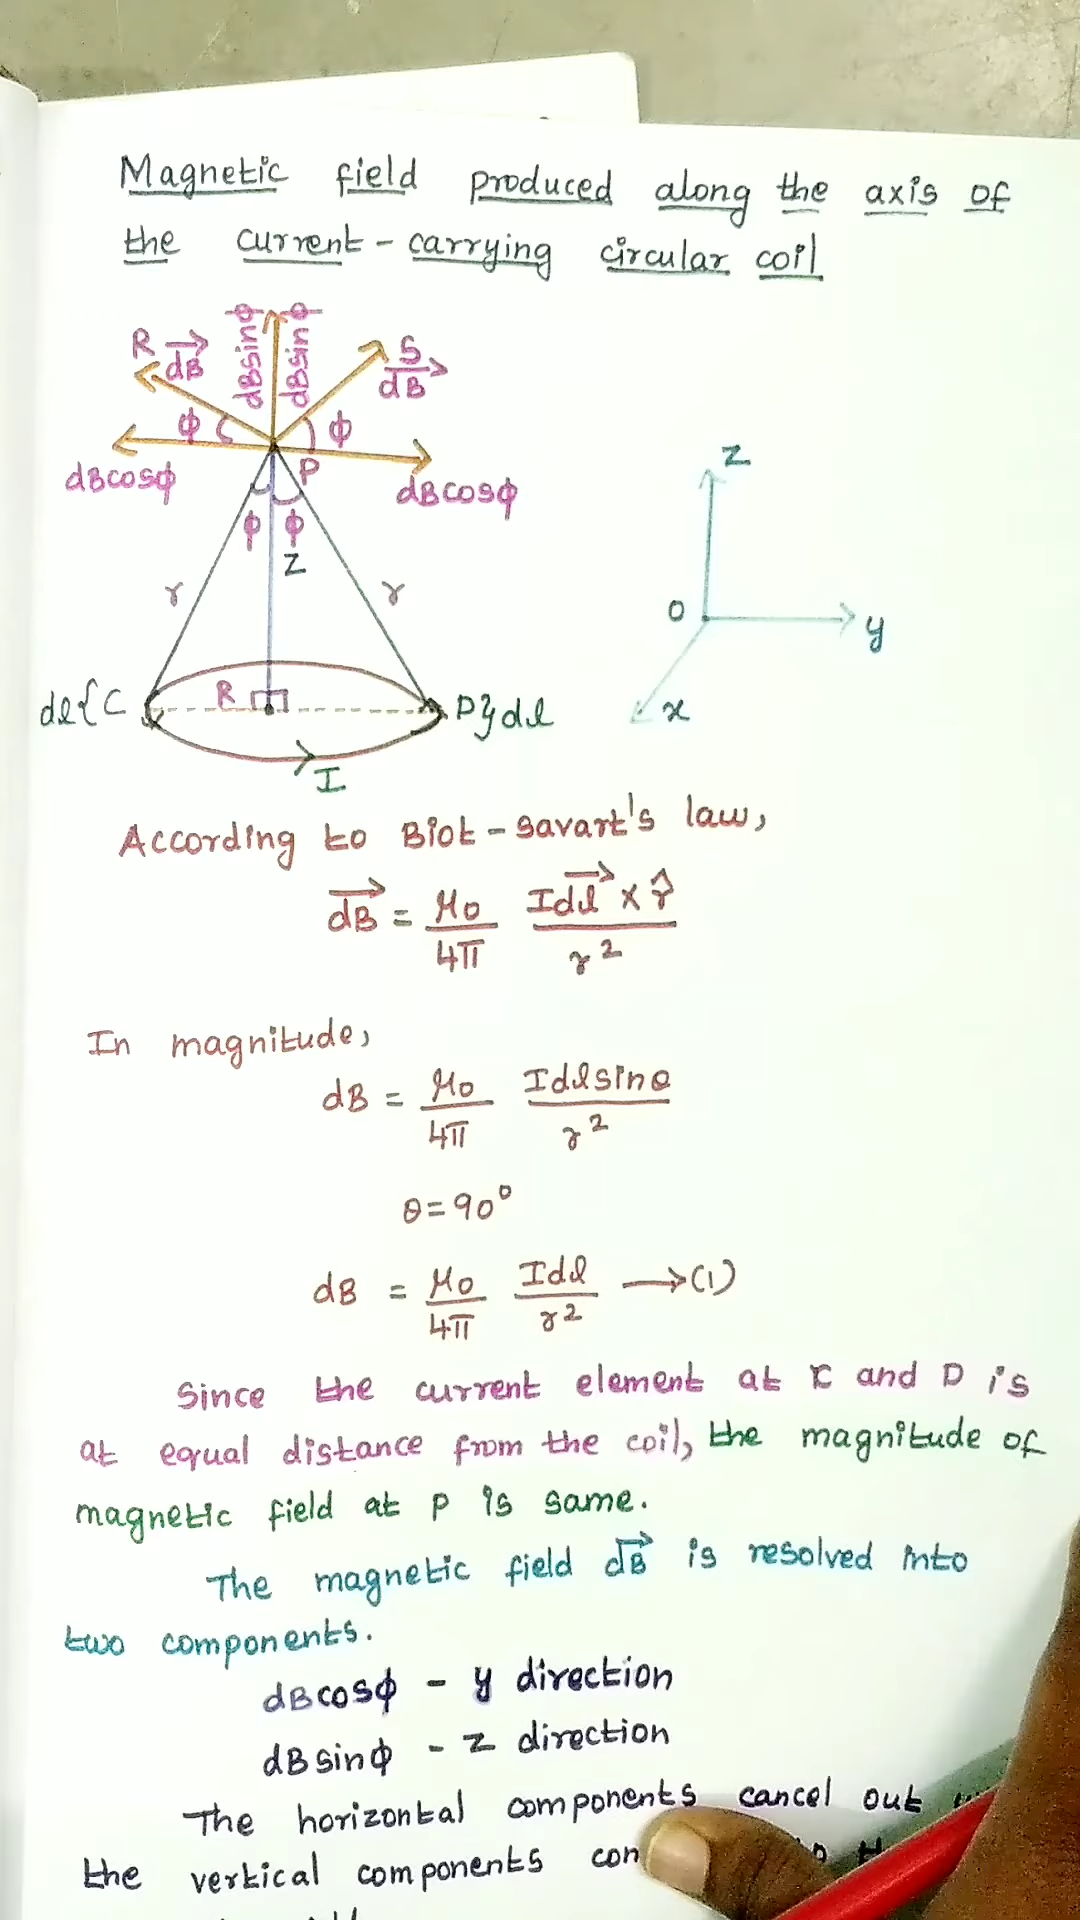 Magnetic field produced along the axis of
the current-carrying circular coil
R dB
dBsinφ dBsinφ
S dB
φ φ
dBcosφ P dBcosφ
φ φ
z
r r
dl{C R D}dl
I
z
o y
x
According to Biot-Savart's law,
dB⃗ = μ₀/4π Idl⃗ × r̂/r²
In magnitude,
dB = μ₀/4π Idlsinθ/r²
θ=90°
dB = μ₀/4π Idl/r² →(1)
Since the current element at C and D is
at equal distance from the coil, the magnitude of
magnetic field at P is same.
The magnetic field dB⃗ is resolved into
two components.
dBcosφ - y direction
dBsinφ - z direction
The horizontal components cancel out
the vertical components